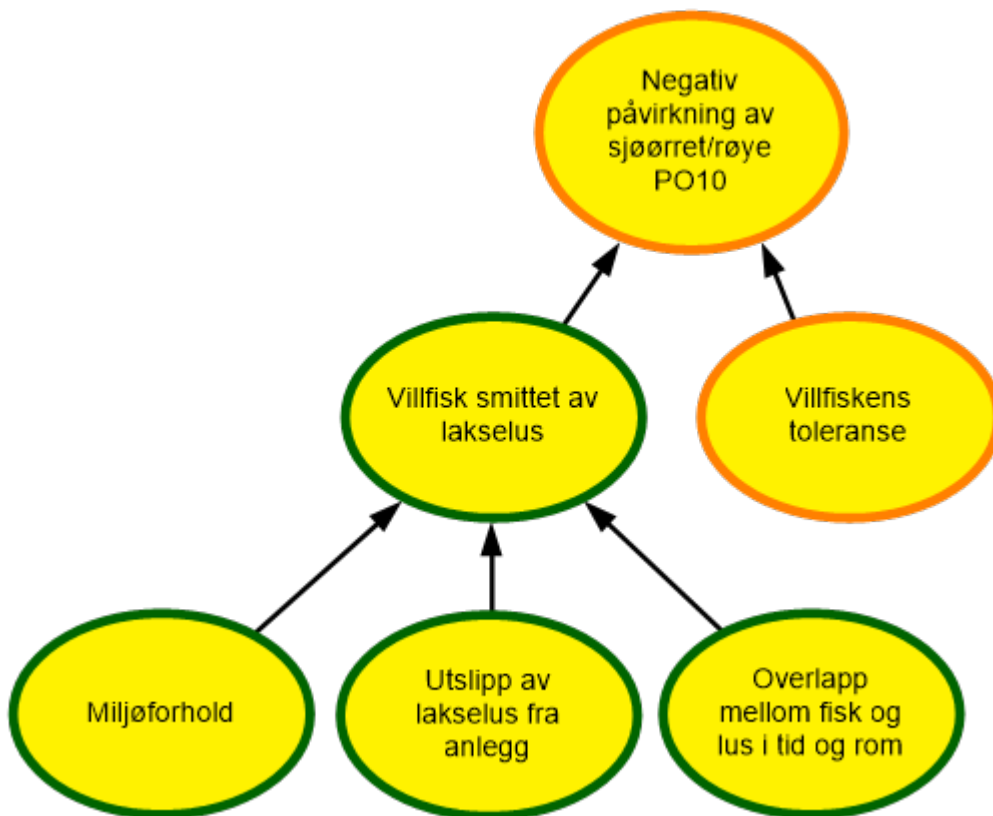 Negativ
påvirkning av
sjøørret/røye
PO10
Villfisk smittet av
lakselus
Villfiskens
toleranse
Miljøforhold
Utslipp av
lakselus fra
anlegg
Overlapp
mellom fisk og
lus i tid og rom